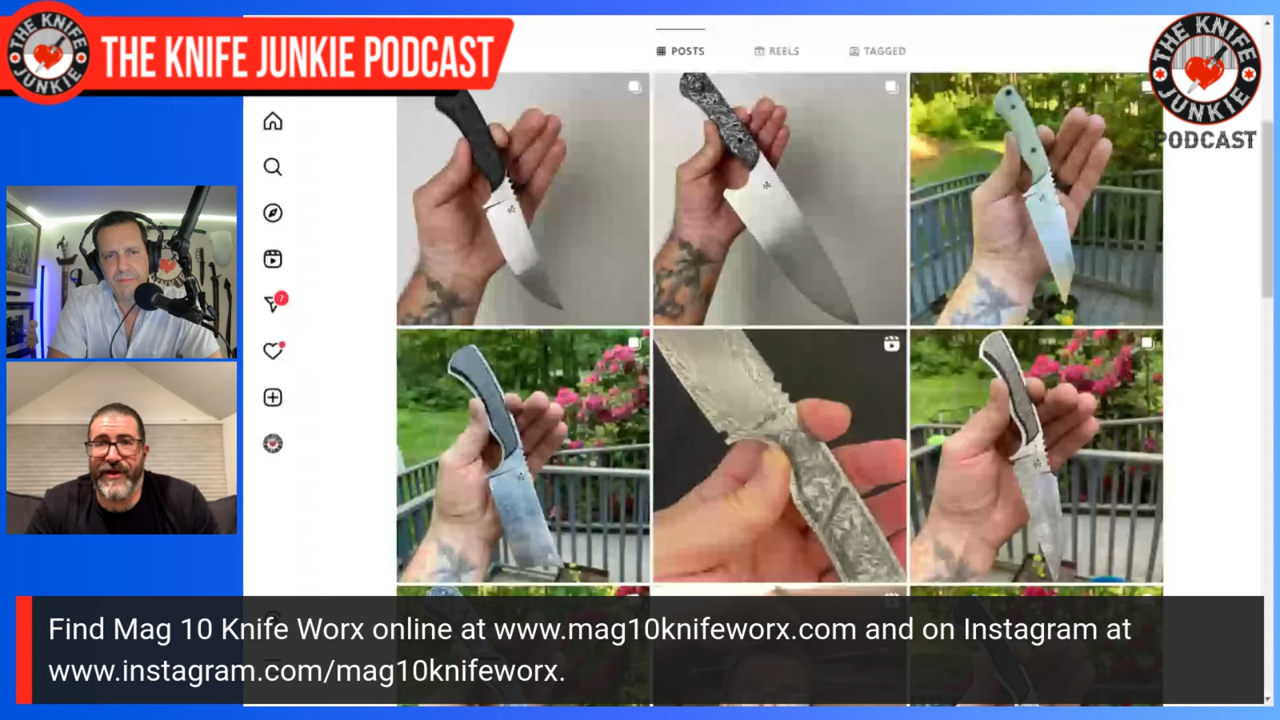 THE KNIFE JUNKIE
THE KNIFE JUNKIE PODCAST
POSTS
REELS
TAGGED
THE KNIFE JUNKIE
PODCAST
7
Find Mag 10 Knife Worx online at www.mag10knifeworx.com and on Instagram at
www.instagram.com/mag10knifeworx.